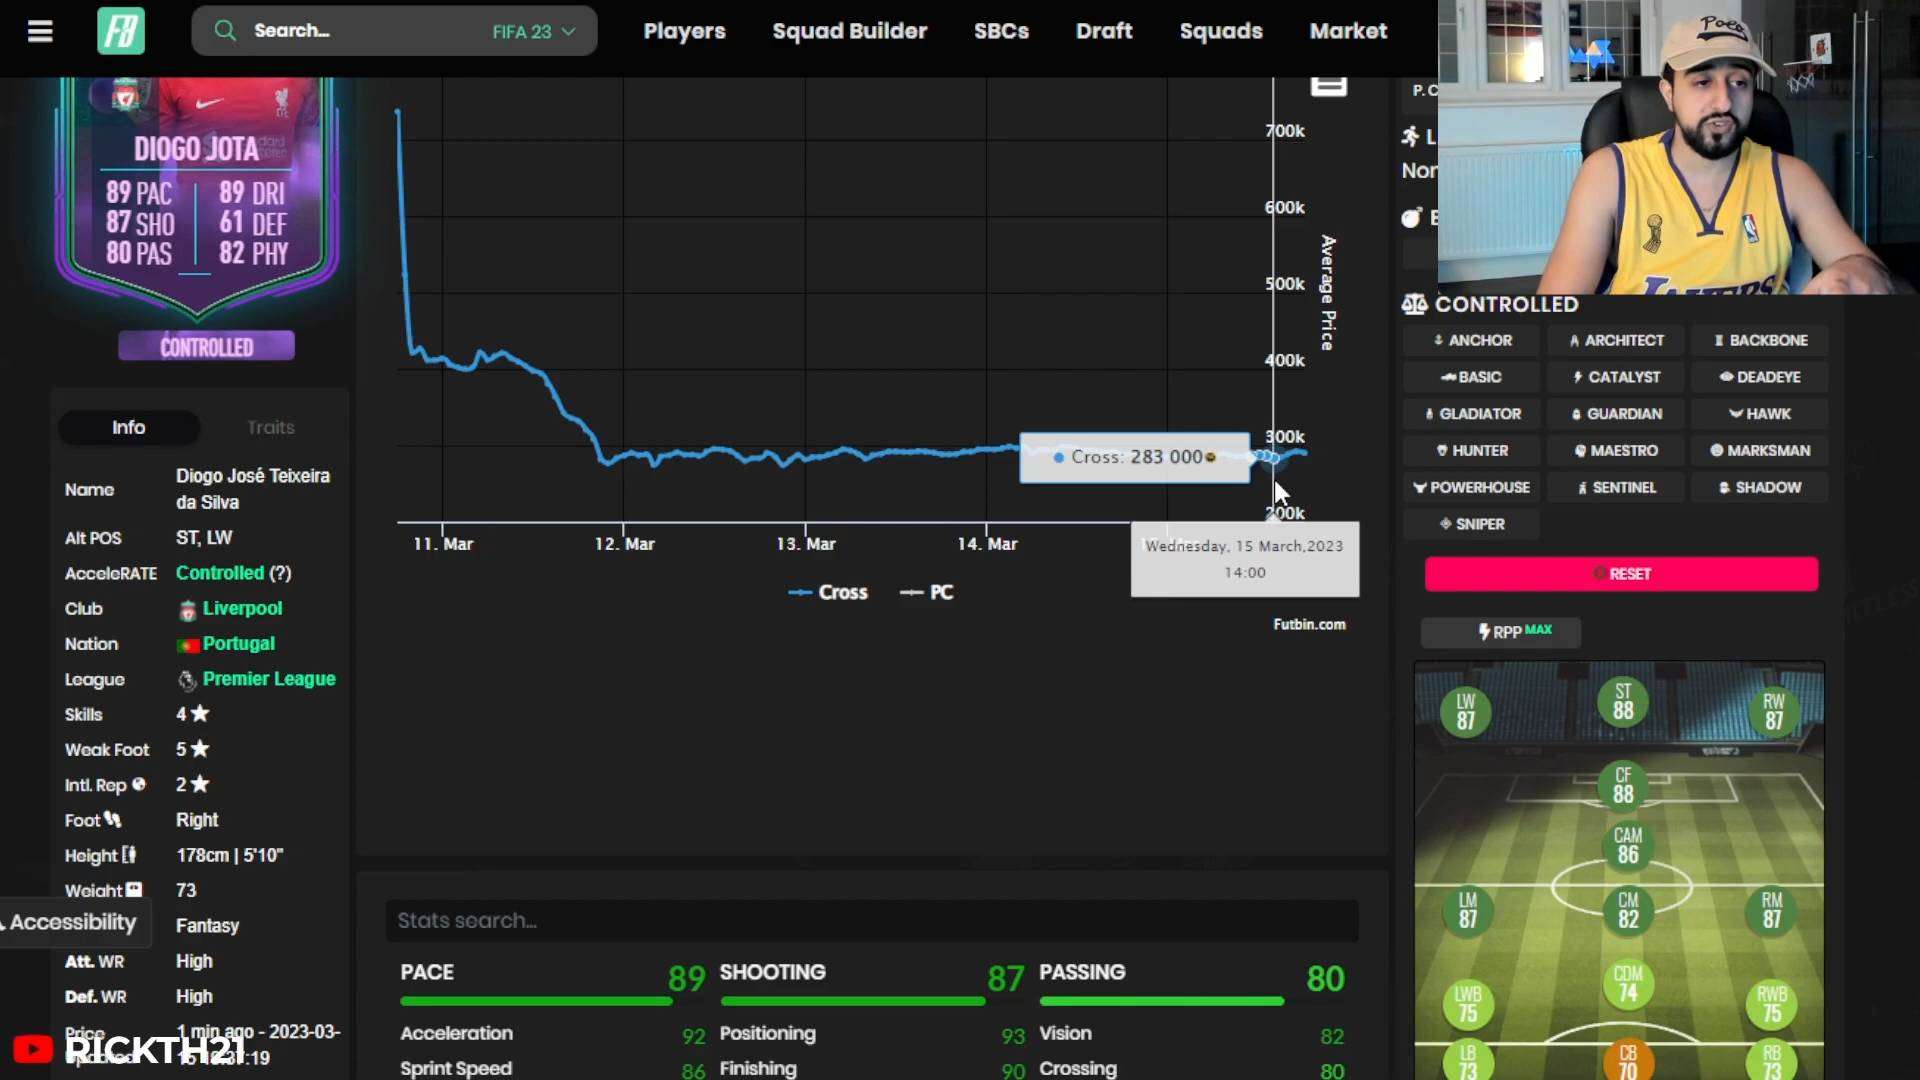 Search...
FIFA 23
Players
Squad Builder
SBCs
Draft
Squads
Market
DIOGO JOTA
89 PAC
89 DRI
87 SHO
61 DEF
80 PAS
82 PHY
CONTROLLED
Info
Traits
Name
Diogo José Teixeira
da Silva
Alt POS
ST, LW
AcceleRATE
Controlled (?)
Club
Liverpool
Nation
Portugal
League
Premier League
Skills
4
Weak Foot
5
Intl. Rep
2
Foot
Right
Height
178cm | 5'10"
Weight
73
Accessibility
Fantasy
Att. WR
High
Def. WR
High
Price
1 min ago - 2023-03-
RICKTH21
700k
600k
500k
400k
300k
200k
Average Price
Cross: 283 000
11. Mar
12. Mar
13. Mar
14. Mar
Wednesday, 15 March,2023
14:00
Cross
PC
Futbin.com
Stats search...
PACE
89
SHOOTING
87
PASSING
80
Acceleration
92
Positioning
93
Vision
82
Sprint Speed
86
Finishing
90
Crossing
80
CONTROLLED
ANCHOR
ARCHITECT
BACKBONE
BASIC
CATALYST
DEADEYE
GLADIATOR
GUARDIAN
HAWK
HUNTER
MAESTRO
MARKSMAN
POWERHOUSE
SENTINEL
SHADOW
SNIPER
RESET
RPP MAX
LW
87
ST
88
RW
87
CF
88
CAM
86
LM
87
CM
82
RM
87
CDM
74
LWB
75
RWB
75
LB
73
CB
70
RB
73